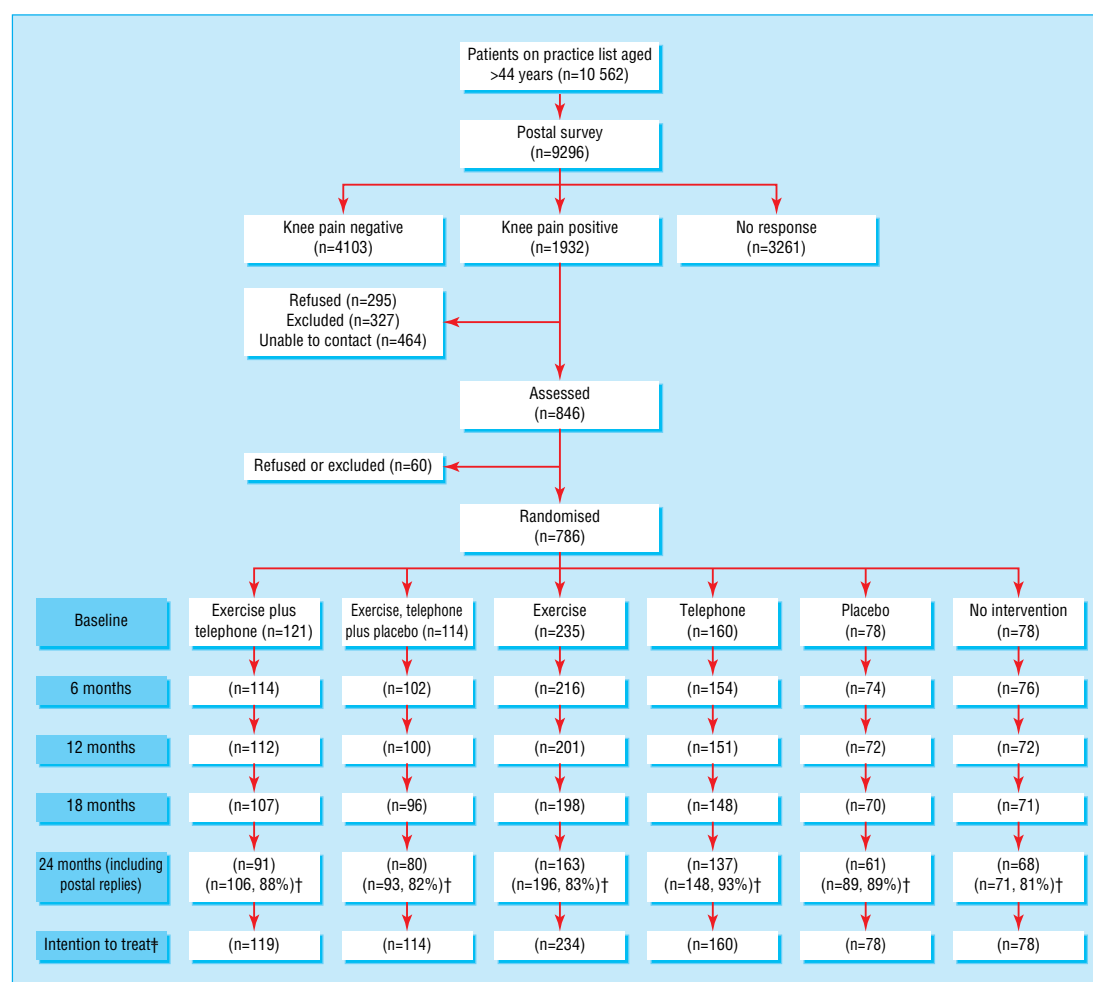 Patients on practice list aged
>44 years (n=10 562)
Postal survey
(n=9296)
Knee pain negative
(n=4103)
Knee pain positive
(n=1932)
No response
(n=3261)
Refused (n=295)
Excluded (n=327)
Unable to contact (n=464)
Assessed
(n=846)
Refused or excluded (n=60)
Randomised
(n=786)
Baseline
Exercise plus
telephone (n=121)
Exercise, telephone
plus placebo (n=114)
Exercise
(n=235)
Telephone
(n=160)
Placebo
(n=78)
No intervention
(n=78)
6 months
(n=114)
(n=102)
(n=216)
(n=154)
(n=74)
(n=76)
12 months
(n=112)
(n=100)
(n=201)
(n=151)
(n=72)
(n=72)
18 months
(n=107)
(n=96)
(n=198)
(n=148)
(n=70)
(n=71)
24 months (including
postal replies)
(n=91)
(n=106, 88%)†
(n=80)
(n=93, 82%)†
(n=163)
(n=196, 83%)†
(n=137)
(n=148, 93%)†
(n=61)
(n=89, 89%)†
(n=68)
(n=71, 81%)†
Intention to treat‡
(n=119)
(n=114)
(n=234)
(n=160)
(n=78)
(n=78)